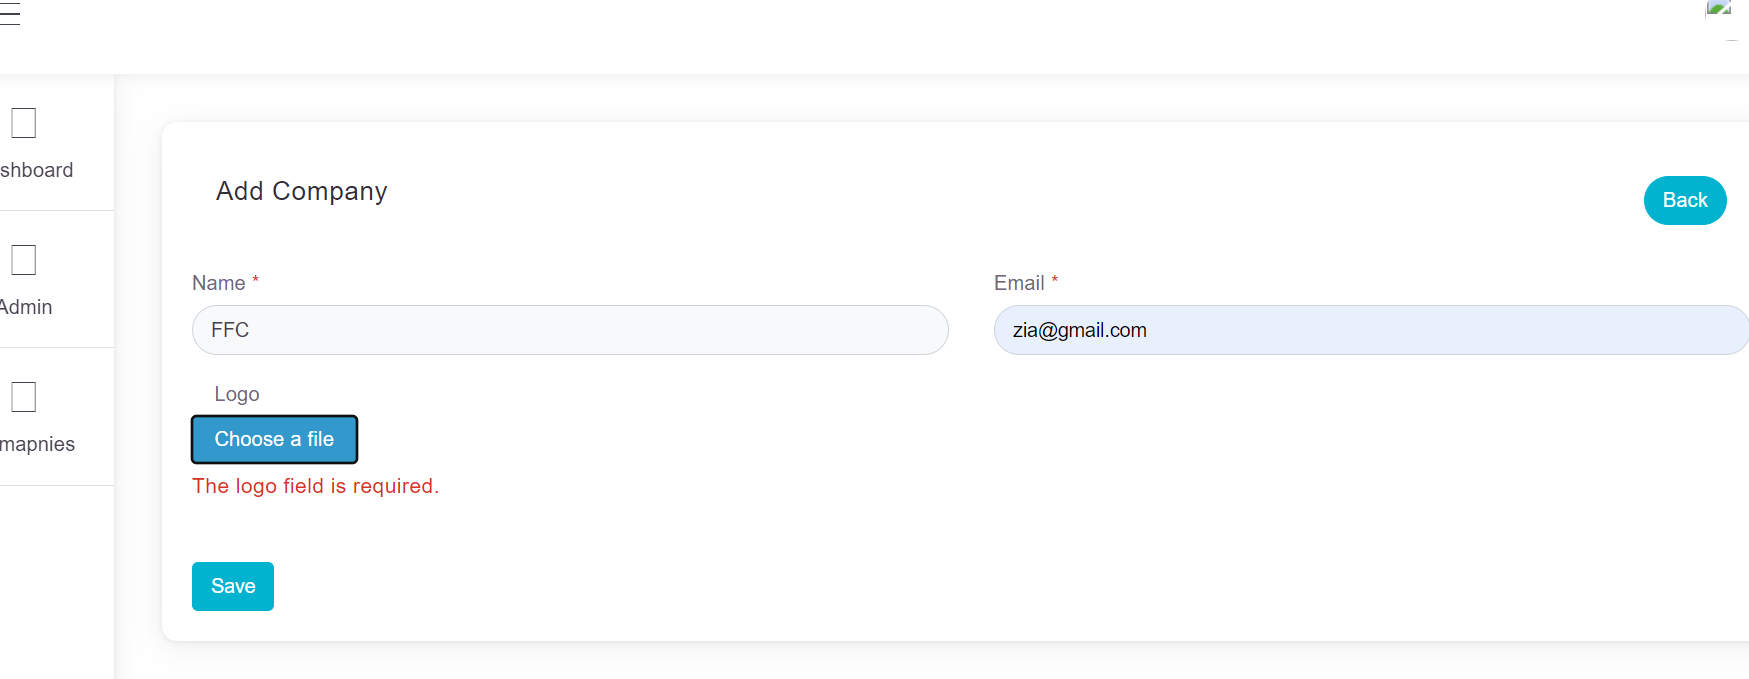 shboard
Admin
mapnies
Add Company
Back
Name *
Email *
FFC
zia@gmail.com
Logo
Choose a file
The logo field is required.
Save